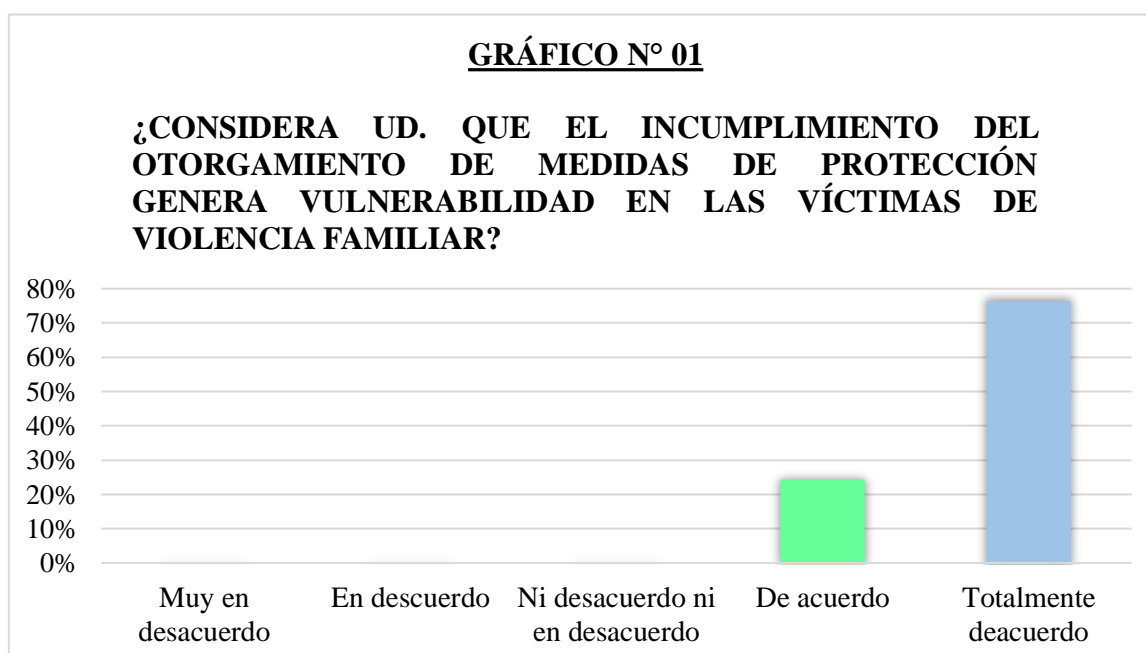 GRÁFICO N° 01
¿CONSIDERA UD. QUE EL INCUMPLIMIENTO DEL
OTORGAMIENTO DE MEDIDAS DE PROTECCIÓN
GENERA VULNERABILIDAD EN LAS VÍCTIMAS DE
VIOLENCIA FAMILIAR?
80%
70%
60%
50%
40%
30%
20%
10%
0%
Muy en
desacuerdo
En descuerdo
Ni desacuerdo ni
en desacuerdo
De acuerdo
Totalmente
deacuerdo